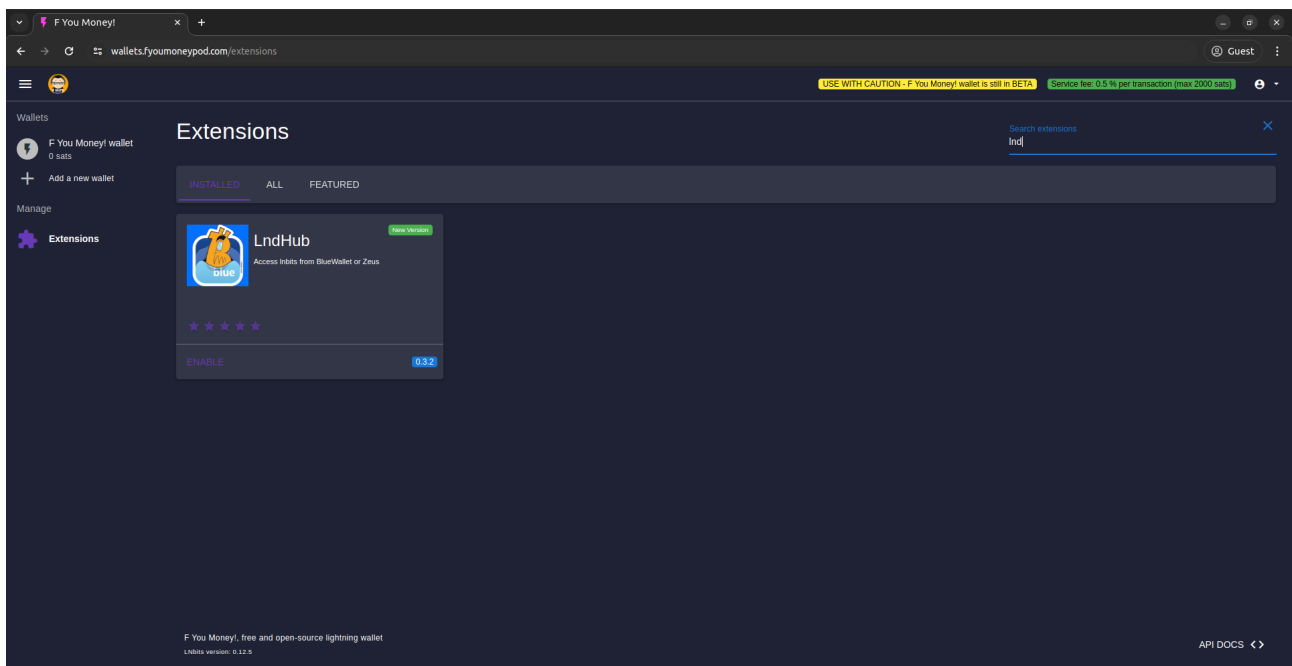 F You Money!
wallets.fyoumoneypod.com/extensions
Guest
USE WITH CAUTION - F You Money! wallet is still in BETA
Service fee: 0.5 % per transaction (max 2000 sats)
Wallets
F You Money! wallet
0 sats
Add a new wallet
Manage
Extensions
Extensions
Search extensions
lnd
INSTALLED
ALL
FEATURED
New Version
LndHub
Access lnbits from BlueWallet or Zeus
blue
ENABLE
0.3.2
F You Money!, free and open-source lightning wallet
LNbits version: 0.12.5
API DOCS